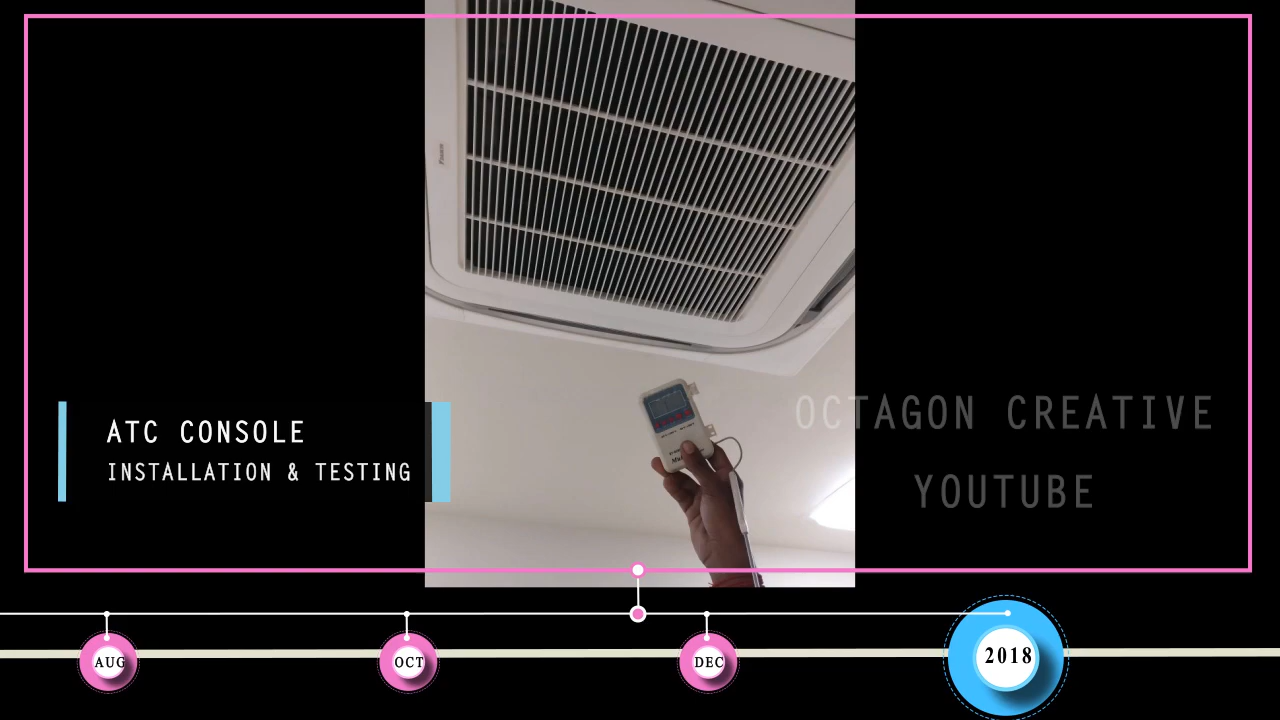 ATC CONSOLE
INSTALLATION & TESTING
OCTAGON CREATIVE
YOUTUBE
AUG
OCT
DEC
2018